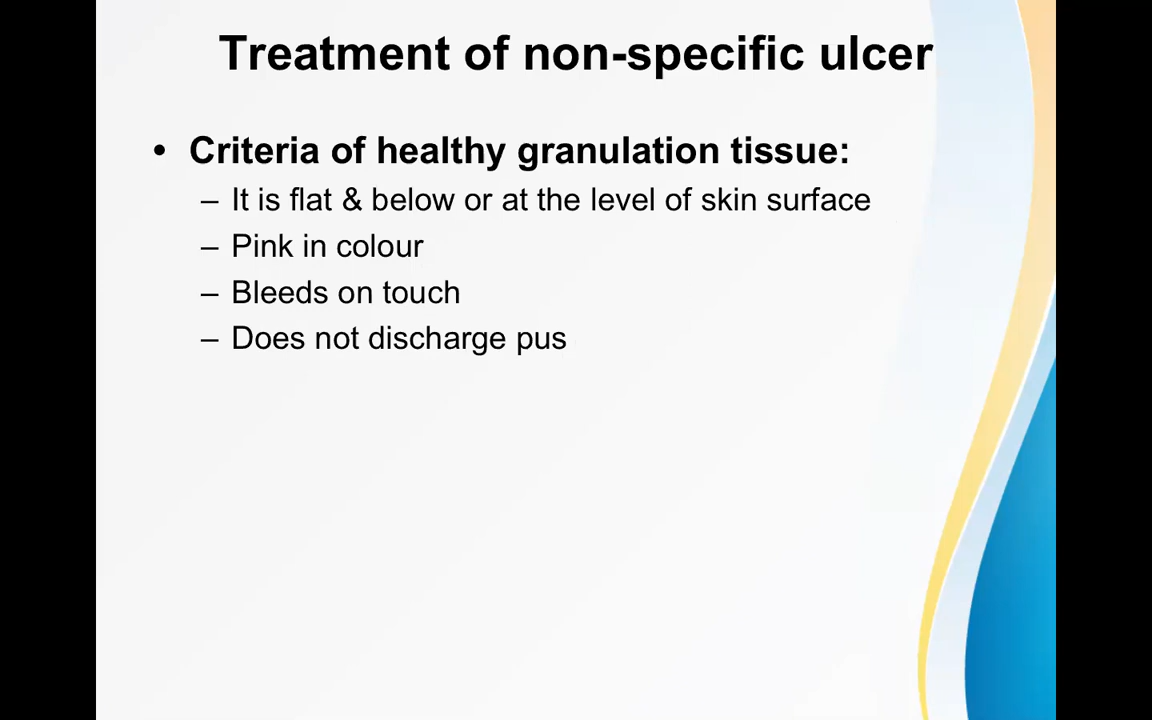 Treatment of non-specific ulcer
• Criteria of healthy granulation tissue:
– It is flat & below or at the level of skin surface
– Pink in colour
– Bleeds on touch
– Does not discharge pus